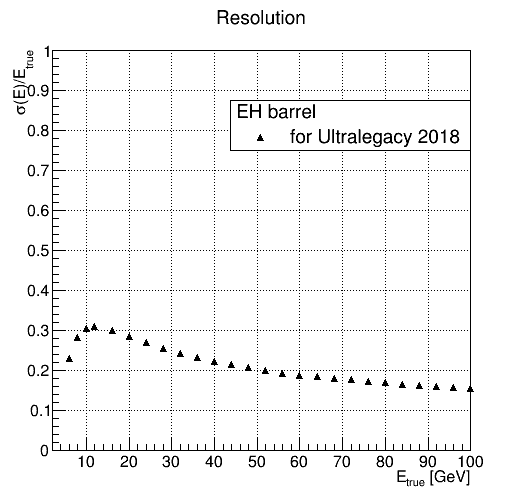 Resolution
σ(E)/E_true
1
0.9
0.8
0.7
0.6
0.5
0.4
0.3
0.2
0.1
0
EH barrel
for Ultralegacy 2018
10 20 30 40 50 60 70 80 90 100
E_true [GeV]